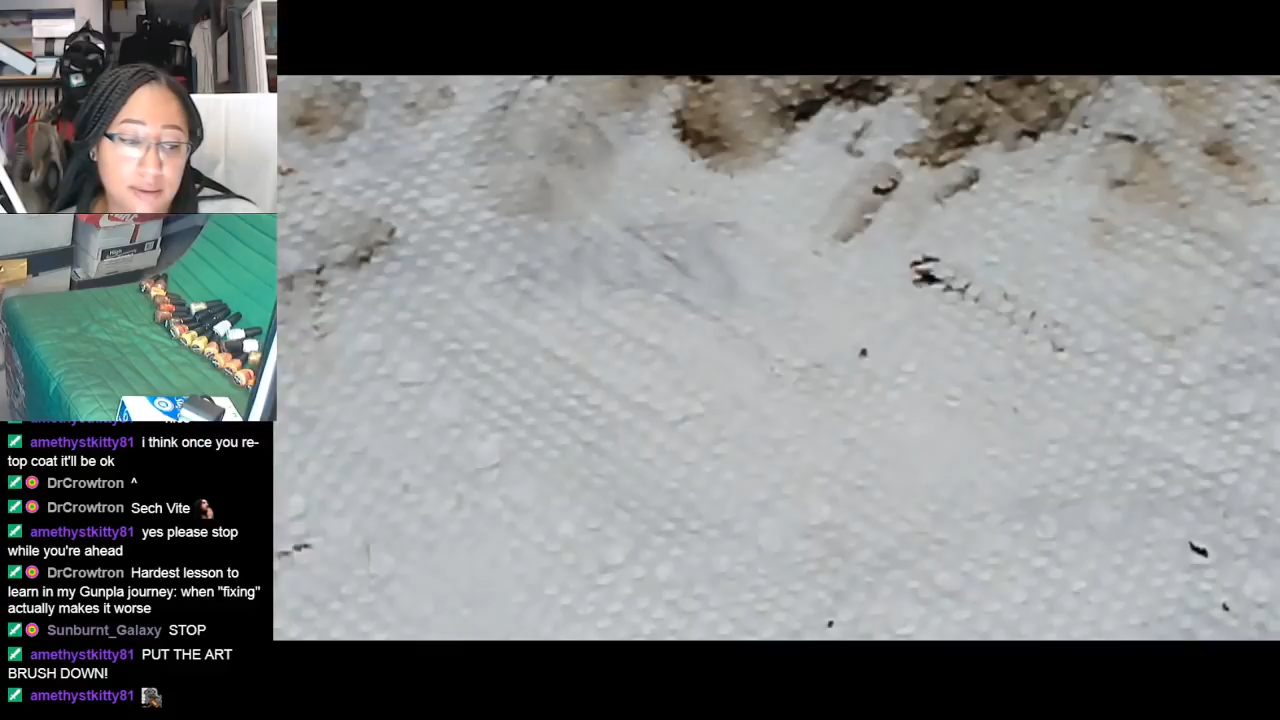 amethystkitty81 i think once you re-
top coat it'll be ok
DrCrowtron ^
DrCrowtron Sech Vite
amethystkitty81 yes please stop
while you're ahead
DrCrowtron Hardest lesson to
learn in my Gunpla journey: when "fixing"
actually makes it worse
Sunburnt_Galaxy STOP
amethystkitty81 PUT THE ART
BRUSH DOWN!
amethystkitty81